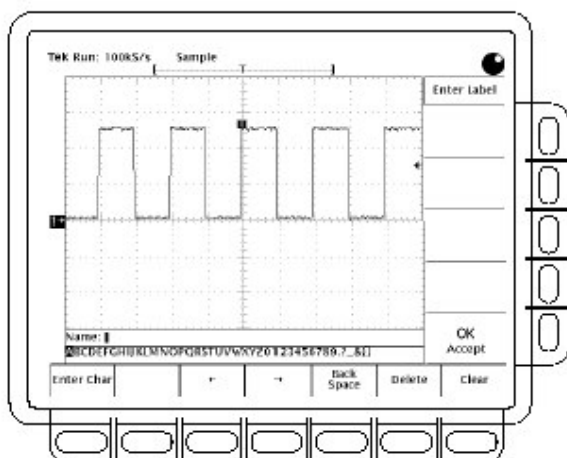 Tek Run: 100kS/s Sample
Enter Label
Name:
ABCDEFGHIJKLMNOPQRSTUVWXYZ0123456789.?_&[]
OK
Accept
Enter Char ← → Back Space Delete Clear